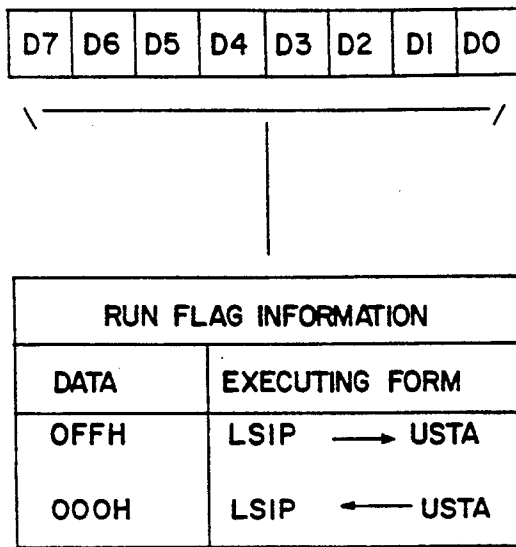 D7 D6 D5 D4 D3 D2 D1 D0
RUN FLAG INFORMATION
DATA EXECUTING FORM
OFFH LSIP → USTA
OOOH LSIP ← USTA